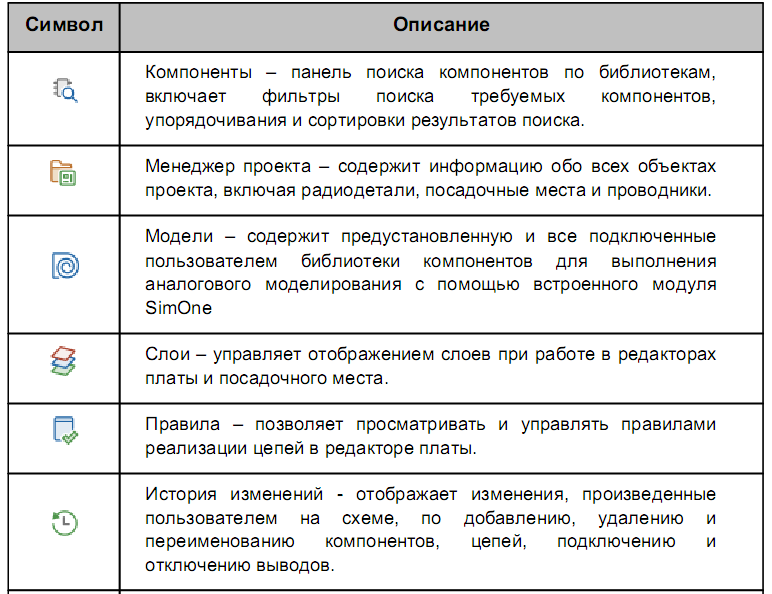 Символ
Описание
Компоненты – панель поиска компонентов по библиотекам,
включает фильтры поиска требуемых компонентов,
упорядочивания и сортировки результатов поиска.
Менеджер проекта – содержит информацию обо всех объектах
проекта, включая радиодетали, посадочные места и проводники.
Модели – содержит предустановленную и все подключенные
пользователем библиотеки компонентов для выполнения
аналогового моделирования с помощью встроенного модуля
SimOne
Слои – управляет отображением слоев при работе в редакторах
платы и посадочного места.
Правила – позволяет просматривать и управлять правилами
реализации цепей в редакторе платы.
История изменений - отображает изменения, произведенные
пользователем на схеме, по добавлению, удалению и
переименованию компонентов, цепей, подключению и
отключению выводов.